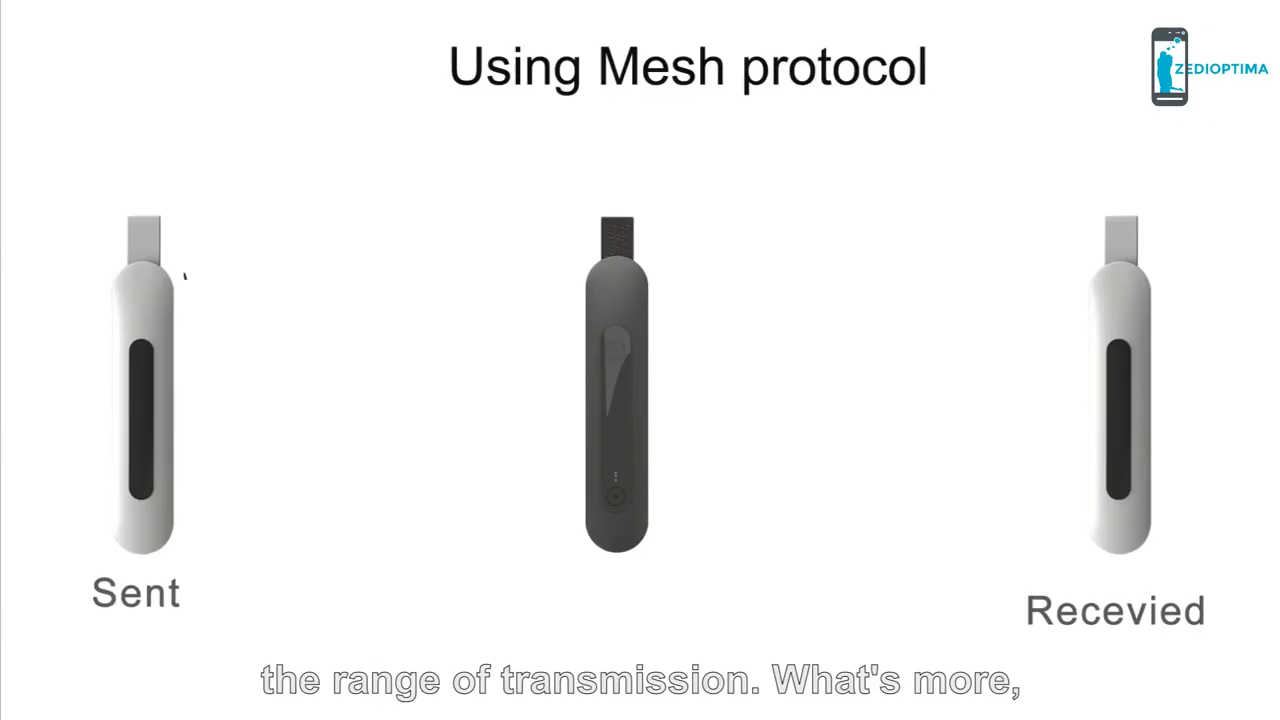 Using Mesh protocol
ZEDIOPTIMA
Sent
Recevied
the range of transmission. What's more,